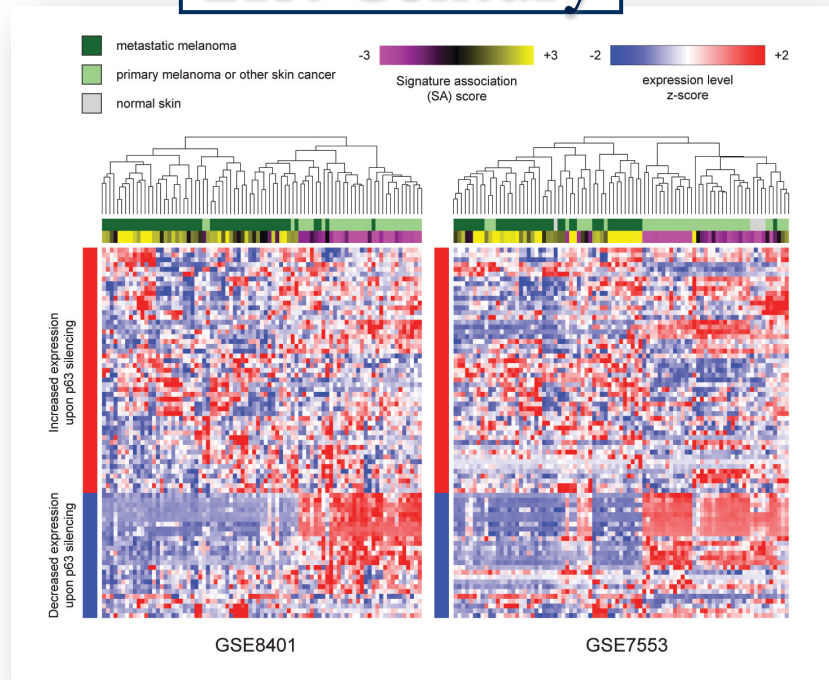 metastatic melanoma
primary melanoma or other skin cancer
normal skin
-3
+3
Signature association
(SA) score
-2
+2
expression level
z-score
Increased expression
upon p63 silencing
Decreased expression
upon p63 silencing
GSE8401
GSE7553